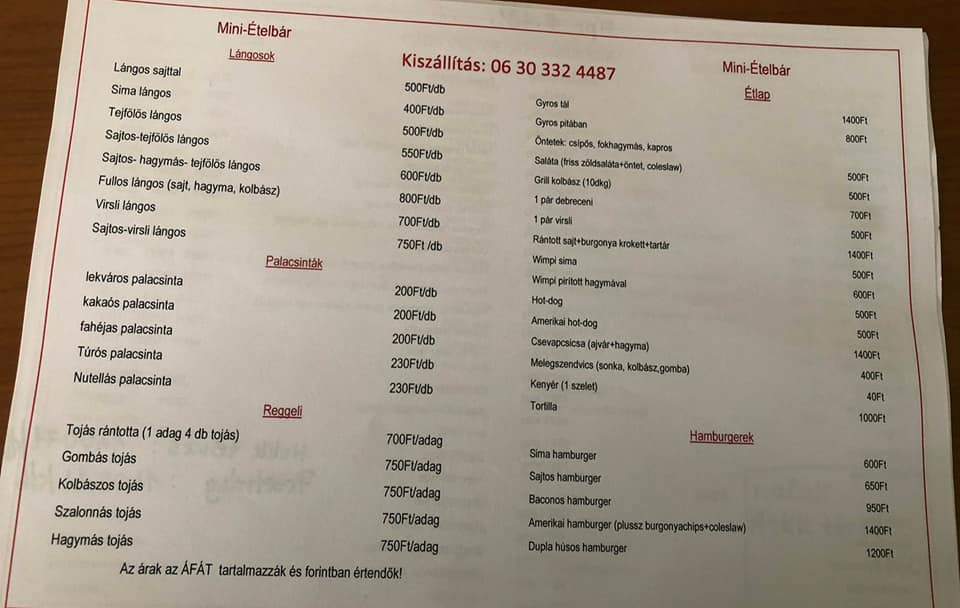 Mini-Ételbár
Lángosok
Lángos sajttal 500Ft/db
Sima lángos 400Ft/db
Tejfölös lángos 500Ft/db
Sajtos-tejfölös lángos 550Ft/db
Sajtos- hagymás- tejfölös lángos 600Ft/db
Fullos lángos (sajt, hagyma, kolbász) 800Ft/db
Virsli lángos 700Ft/db
Sajtos-virsli lángos 750Ft /db
Palacsinták
lekváros palacsinta 200Ft/db
kakaós palacsinta 200Ft/db
fahéjas palacsinta 200Ft/db
Túrós palacsinta 230Ft/db
Nutellás palacsinta 230Ft/db
Reggeli
Tojás rántotta (1 adag 4 db tojás) 700Ft/adag
Gombás tojás 750Ft/adag
Kolbászos tojás 750Ft/adag
Szalonnás tojás 750Ft/adag
Hagymás tojás 750Ft/adag
Az árak az ÁFÁT tartalmazzák és forintban értendők!
Kiszállítás: 06 30 332 4487
Mini-Ételbár
Étlap
Gyros tál 1400Ft
Gyros pitában 800Ft
Öntetek: csípős, fokhagymás, kapros
Saláta (friss zöldsaláta+öntet, coleslaw) 500Ft
Grill kolbász (10dkg) 500Ft
1 pár debreceni 700Ft
1 pár virsli 500Ft
Rántott sajt+burgonya krokett+tartár 1400Ft
Wimpi sima 500Ft
Wimpi pirított hagymával 600Ft
Hot-dog 500Ft
Amerikai hot-dog 500Ft
Csevapcsicsa (ajvár+hagyma) 1400Ft
Melegszendvics (sonka, kolbász,gomba) 400Ft
Kenyér (1 szelet) 40Ft
Tortilla 1000Ft
Hamburgerek
Sima hamburger 600Ft
Sajtos hamburger 650Ft
Baconos hamburger 950Ft
Amerikai hamburger (plussz burgonyachips+coleslaw) 1400Ft
Dupla húsos hamburger 1200Ft